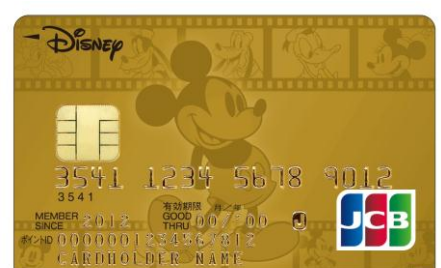 Disney
3541 1234 5678 9012
3541
有効期限 月/年
MEMBER SINCE 2012 GOOD THRU 00/00 J
ポイントID 0000001234567812
CARDHOLDER NAME
JCB